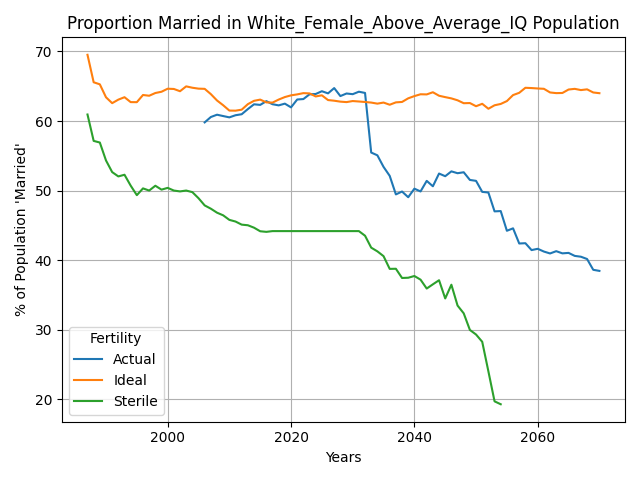 Proportion Married in White_Female_Above_Average_IQ Population
% of Population 'Married'
70
60
50
40
30
20
Fertility
Actual
Ideal
Sterile
2000 2020 2040 2060
Years